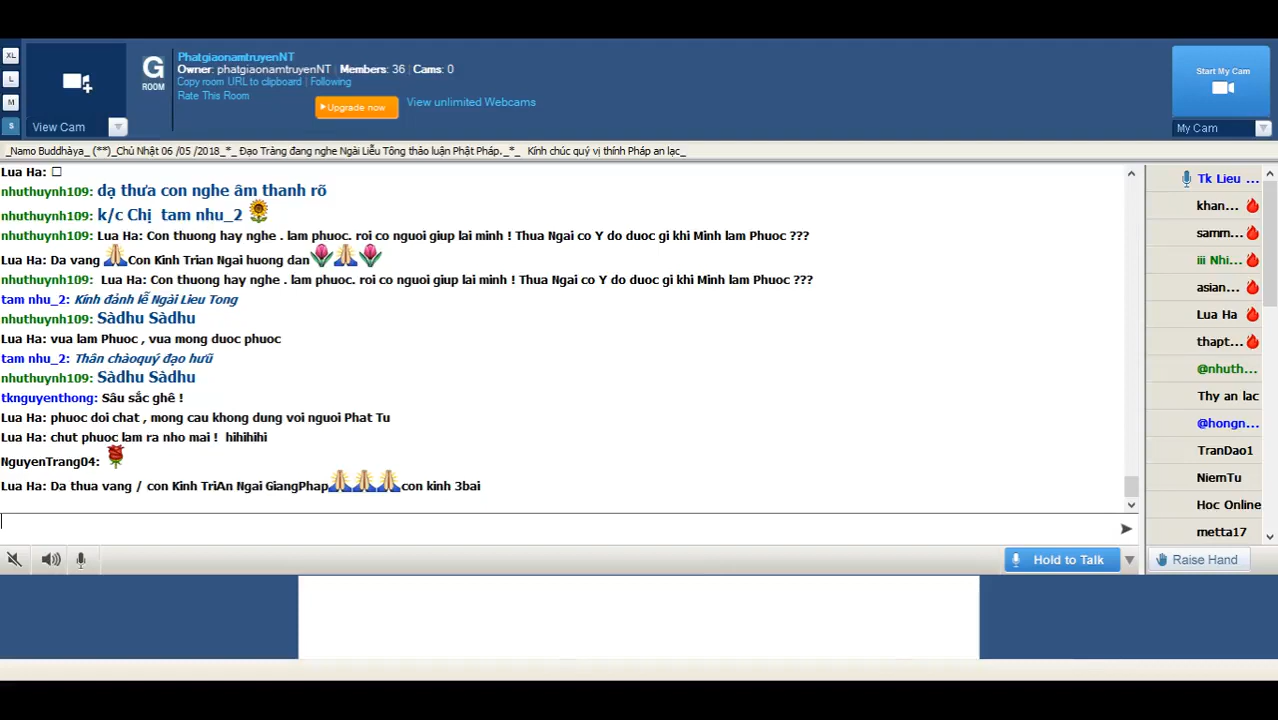 XL
L
M
S
View Cam
G
ROOM
PhatgiaonamtruyenNT
Owner: phatgiaonamtruyenNT | Members: 36 | Cams: 0
Copy room URL to clipboard | Following
Rate This Room
Upgrade now
View unlimited Webcams
Start My Cam
My Cam
_Namo Buddhàya_ (**)_Chủ Nhật 06 /05 /2018_*_ Đạo Tràng đang nghe Ngài Liễu Tông thảo luận Phật Pháp._*_ Kính chúc quý vị thính Pháp an lạc_
Lua Ha:
nhuthuynh109: dạ thưa con nghe âm thanh rõ
nhuthuynh109: k/c Chị tam nhu_2
nhuthuynh109: Lua Ha: Con thuong hay nghe . lam phuoc. roi co nguoi giup lai minh ! Thua Ngai co Y do duoc gi khi Minh lam Phuoc ???
Lua Ha: Da vang Con Kinh Trian Ngai huong dan
nhuthuynh109: Lua Ha: Con thuong hay nghe . lam phuoc. roi co nguoi giup lai minh ! Thua Ngai co Y do duoc gi khi Minh lam Phuoc ???
tam nhu_2: Kính đảnh lễ Ngài Lieu Tong
nhuthuynh109: Sàdhu Sàdhu
Lua Ha: vua lam Phuoc , vua mong duoc phuoc
tam nhu_2: Thân chàoquý đạo hưũ
nhuthuynh109: Sàdhu Sàdhu
tknguyenthong: Sâu sắc ghê !
Lua Ha: phuoc doi chat , mong cau khong dung voi nguoi Phat Tu
Lua Ha: chut phuoc lam ra nho mai ! hihihihi
NguyenTrang04:
Lua Ha: Da thua vang / con Kinh TriAn Ngai GiangPhap con kinh 3bai
Tk Lieu ...
khan...
samm...
iii Nhi...
asian...
Lua Ha
thapt...
@nhuth...
Thy an lac
@hongn...
TranDao1
NiemTu
Hoc Online
metta17
Hold to Talk
Raise Hand